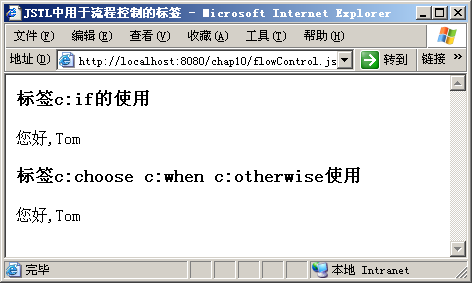 JSTL中用于流程控制的标签 - Microsoft Internet Explorer
文件(F) 编辑(E) 查看(V) 收藏(A) 工具(T) 帮助(H)
地址(D) http://localhost:8080/chap10/flowControl.js 转到 链接 »
标签c:if的使用
您好,Tom
标签c:choose c:when c:otherwise使用
您好,Tom
完毕 本地 Intranet